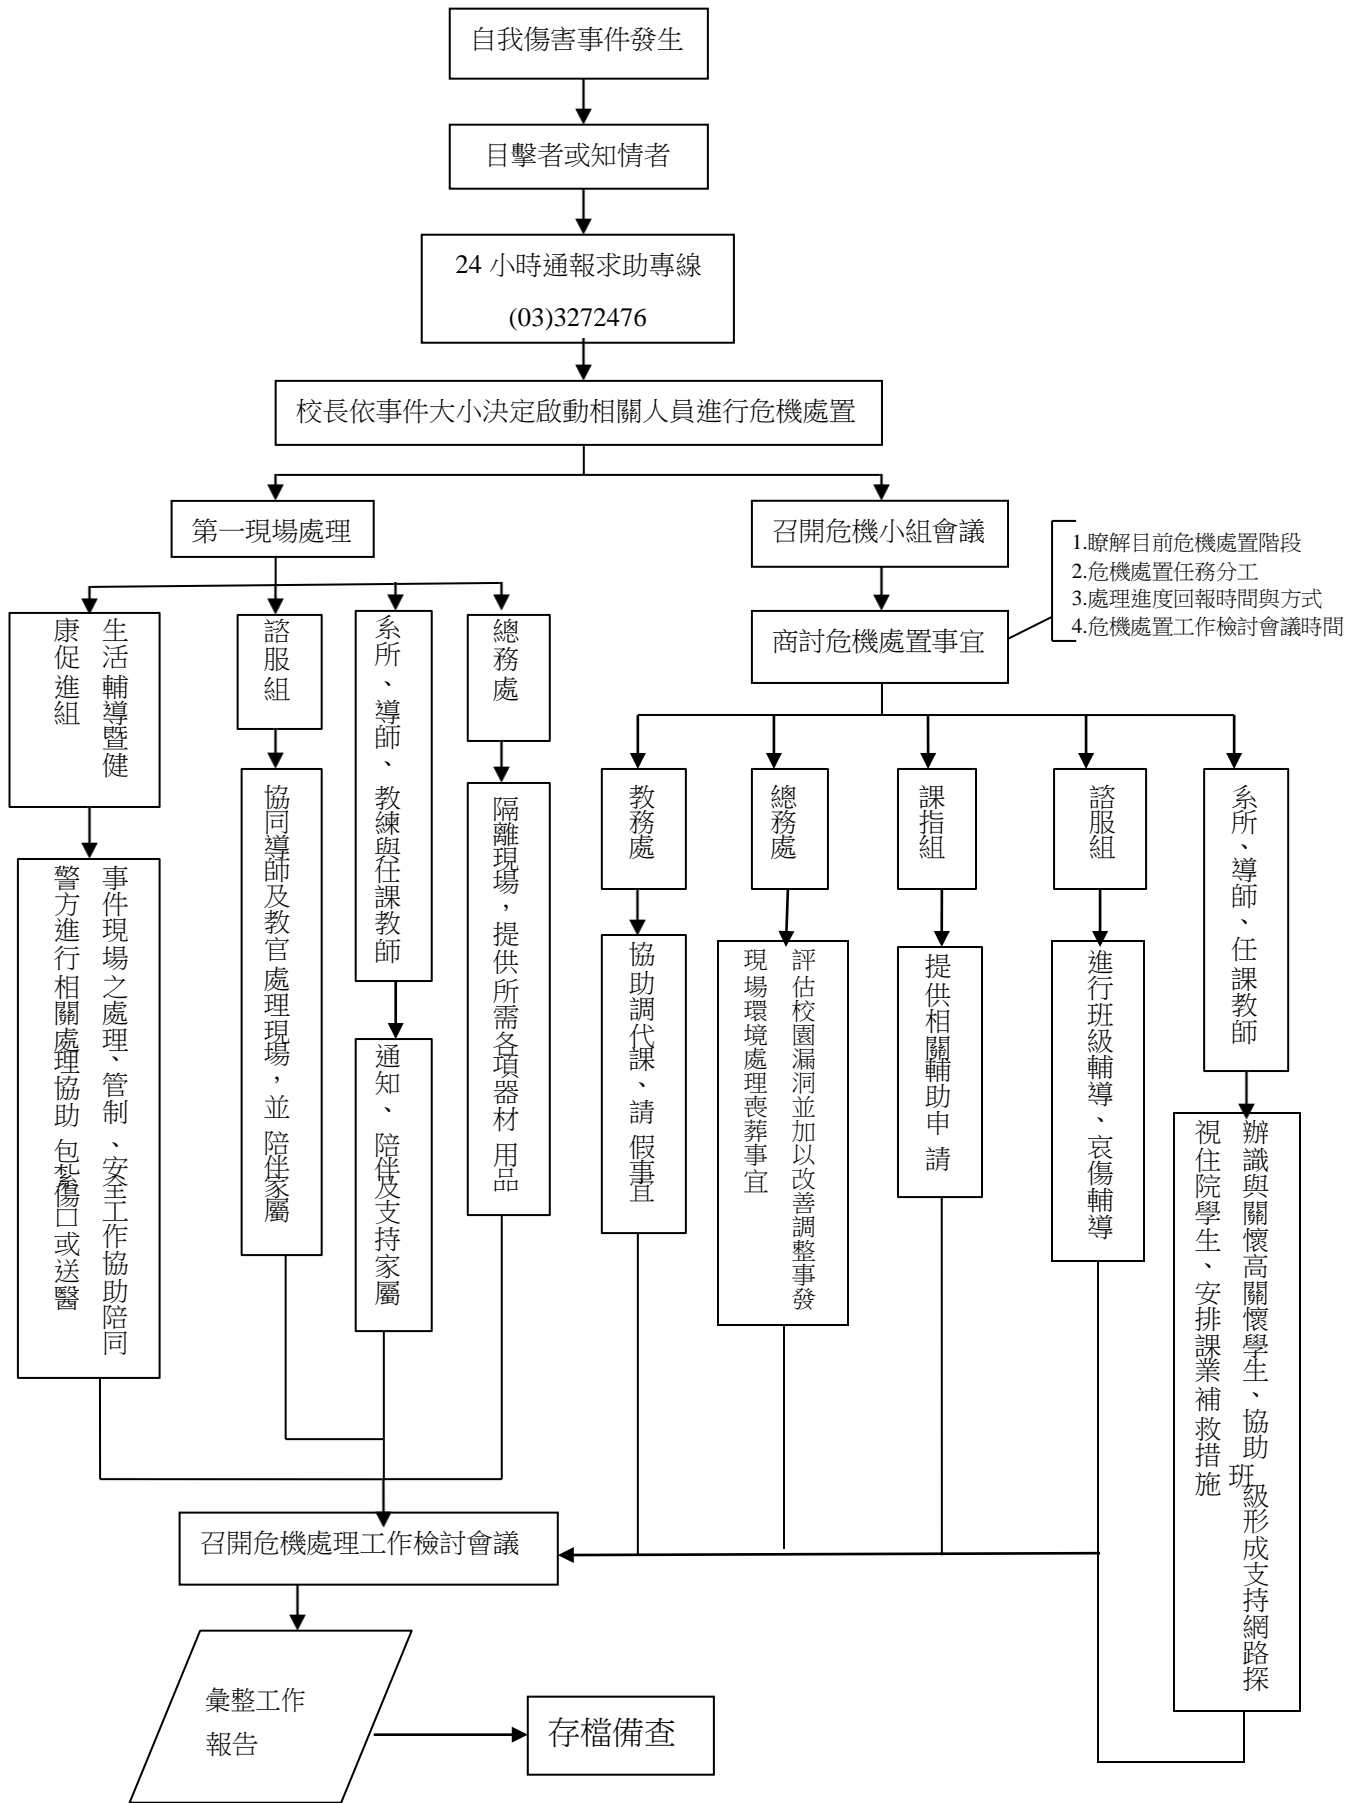 自我傷害事件發生
目擊者或知情者
24 小時通報求助專線
(03)3272476
校長依事件大小決定啟動相關人員進行危機處置
第一現場處理
召開危機小組會議
1.瞭解目前危機處置階段
2.危機處置任務分工
3.處理進度回報時間與方式
4.危機處置工作檢討會議時間
商討危機處置事宜
生活輔導暨健
康促進組
諮服組
系所、導師、教練與任課教師
總務處
事件現場之處理、管制、安全工作協助陪同
警方進行相關處理協助包紮傷口或送醫
協同導師及教官處理現場，並陪伴家屬
通知、陪伴及支持家屬
隔離現場，提供所需各項器材用品
教務處
總務處
課指組
諮服組
系所、導師、任課教師
協助調代課、請假事宜
評估校園漏洞並加以改善調整事發
現場環境處理喪葬事宜
提供相關輔助申請
進行班級輔導、哀傷輔導
辦識與關懷高關懷學生、協助班級形成支持網路探
視住院學生、安排課業補救措施
召開危機處理工作檢討會議
彙整工作
報告
存檔備查